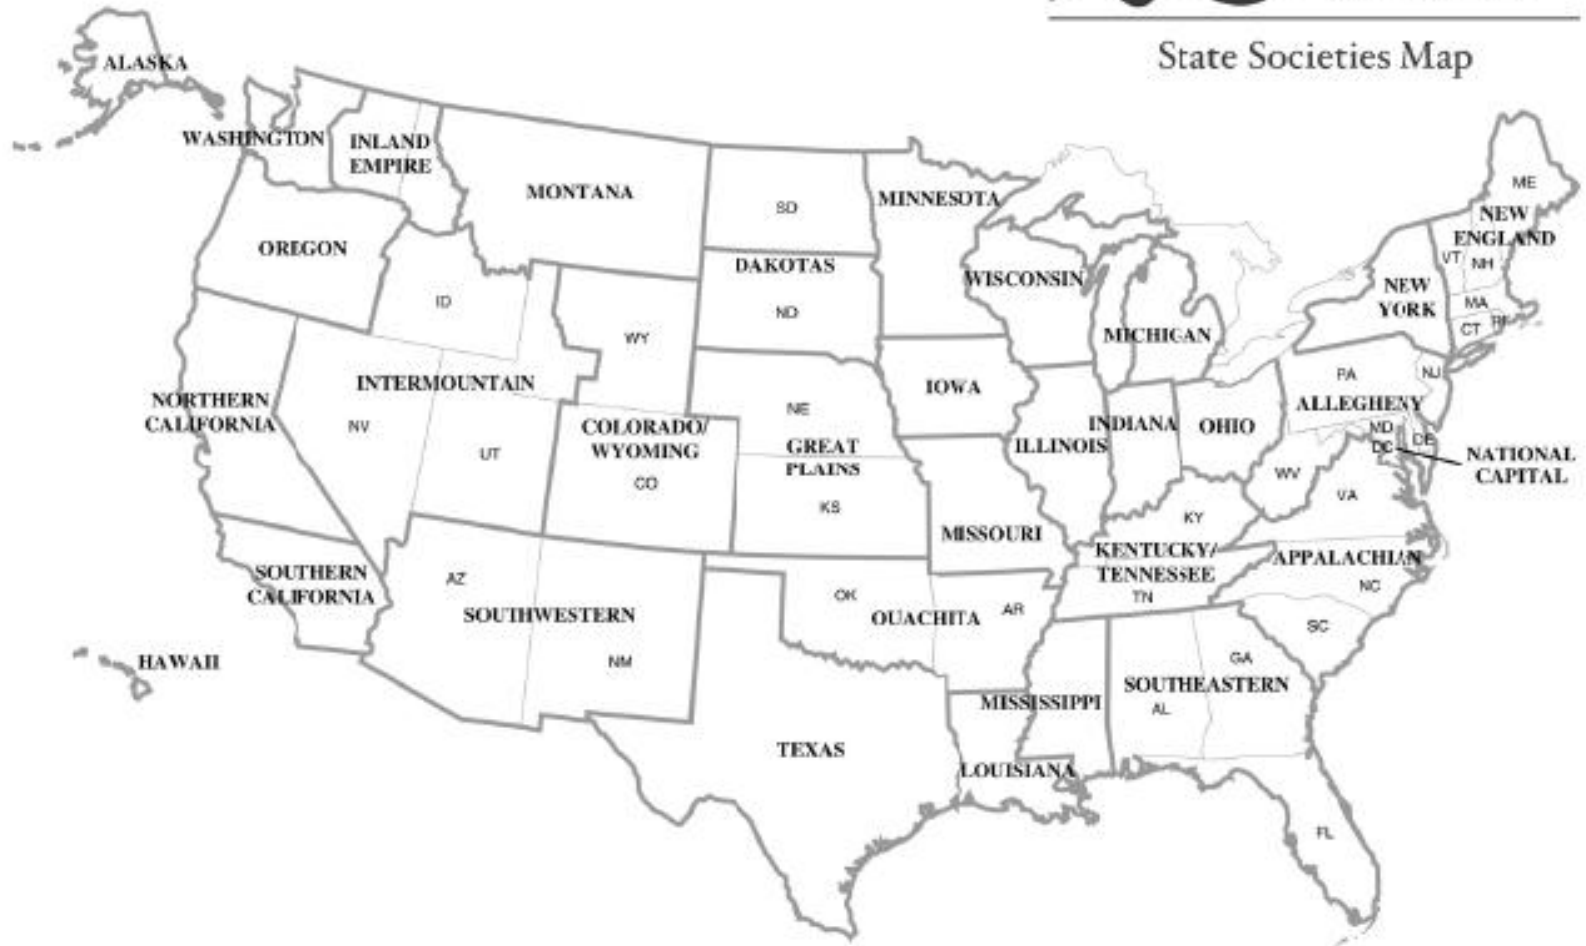 State Societies Map
ALASKA
WASHINGTON
INLAND
EMPIRE
MONTANA
SD
MINNESOTA
ME
NEW
ENGLAND
VT
NH
OREGON
DAKOTAS
WISCONSIN
NEW
YORK
MA
CT
RI
ID
ND
WY
MICHIGAN
INTERMOUNTAIN
IOWA
PA
NJ
ALLEGHENY
NORTHERN
CALIFORNIA
NV
UT
COLORADO/
WYOMING
CO
NE
GREAT
PLAINS
KS
ILLINOIS
INDIANA
OHIO
MD
DC
DE
NATIONAL
CAPITAL
WV
VA
KY
MISSOURI
KENTUCKY/
TENNESSEE
TN
APPALACHIAN
NC
SC
SOUTHERN
CALIFORNIA
AZ
SOUTHWESTERN
NM
OK
OUACHITA
AR
HAWAII
MISSISSIPPI
GA
SOUTHEASTERN
AL
TEXAS
LOUISIANA
FL